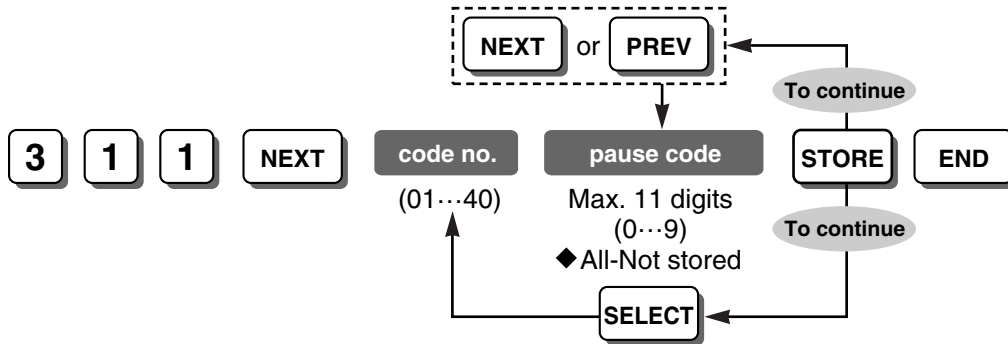 NEXT or PREV
To continue
3 1 1 NEXT code no. pause code STORE END
(01···40) Max. 11 digits
(0···9)
◆All-Not stored
To continue
SELECT